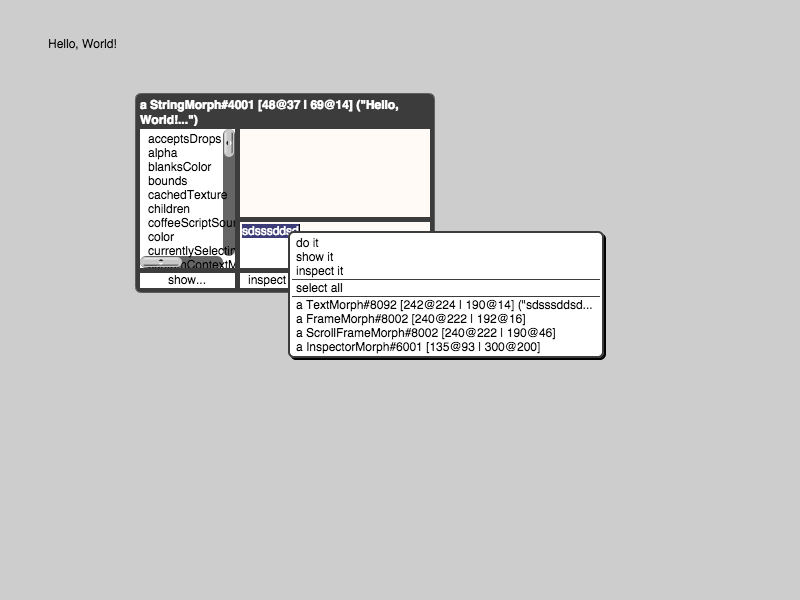 Hello, World!
a StringMorph#4001 [48@37 | 69@14] ("Hello,
World!...")
acceptsDrops
alpha
blanksColor
bounds
cachedTexture
children
coffeeScriptSour
color
currentlySelectin
sdsssddsd
show...
inspect
do it
show it
inspect it
select all
a TextMorph#8092 [242@224 | 190@14] ("sdsssddsd...
a FrameMorph#8002 [240@222 | 192@16]
a ScrollFrameMorph#8002 [240@222 | 190@46]
a InspectorMorph#6001 [135@93 | 300@200]